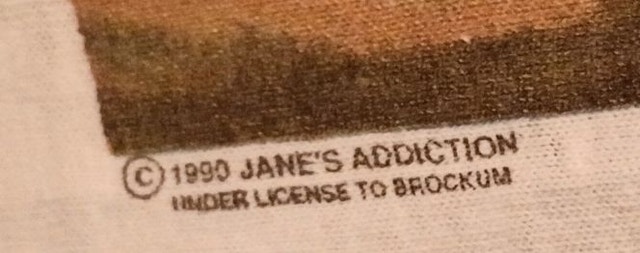 © 1990 JANE'S ADDICTION
UNDER LICENSE TO BROCKUM